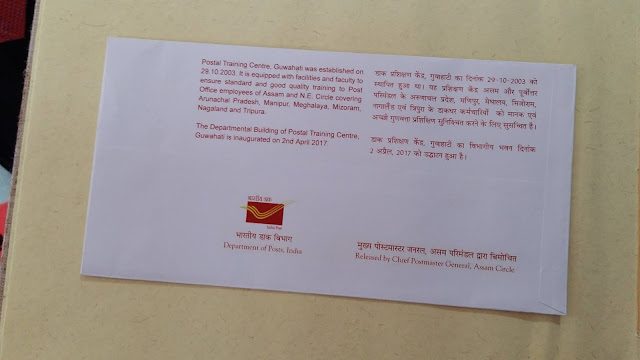 Postal Training Centre, Guwahati was established on
29.10.2003. It is equipped with facilities and faculty to
ensure standard and good quality training to Post
Office employees of Assam and N.E. Circle covering
Arunachal Pradesh, Manipur, Meghalaya, Mizoram,
Nagaland and Tripura.
The Departmental Building of Postal Training Centre,
Guwahati is inaugurated on 2nd April 2017
डाक प्रशिक्षण केंद्र, गुवाहाटी का दिनांक 29-10-2003 को
स्थापित हुआ था। यह प्रशिक्षण केंद्र असम और पूर्वोत्तर
परिमंडल के अरुणाचल प्रदेश, मणिपुर, मेघालय, मिजोरम,
नागालैंड एवं त्रिपुरा के डाकघर कर्मचारियों को मानक एवं
अच्छी गुणवत्ता प्रशिक्षण सुनिश्चित करने के लिए सुसज्जित है।
डाक प्रशिक्षण केंद्र, गुवाहाटी का विभागीय भवन दिनांक
2 अप्रैल, 2017 को उद्घाटन हुआ है।
भारतीय डाक
India Post
भारतीय डाक विभाग
Department of Posts, India
मुख्य पोस्टमास्टर जनरल, असम परिमंडल द्वारा विमोचित
Released by Chief Postmaster General, Assam Circle